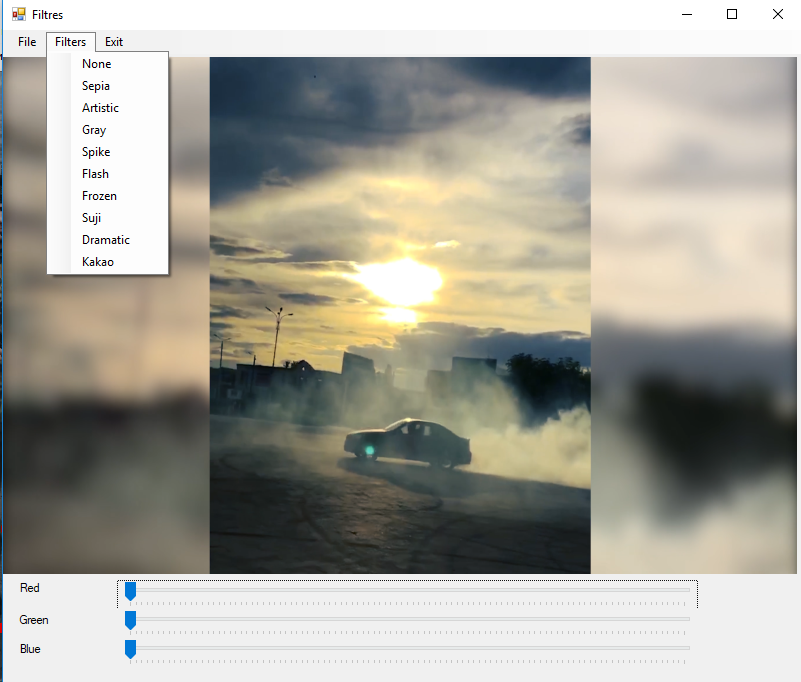 Filtres
File Filters Exit
None
Sepia
Artistic
Gray
Spike
Flash
Frozen
Suji
Dramatic
Kakao
Red
Green
Blue